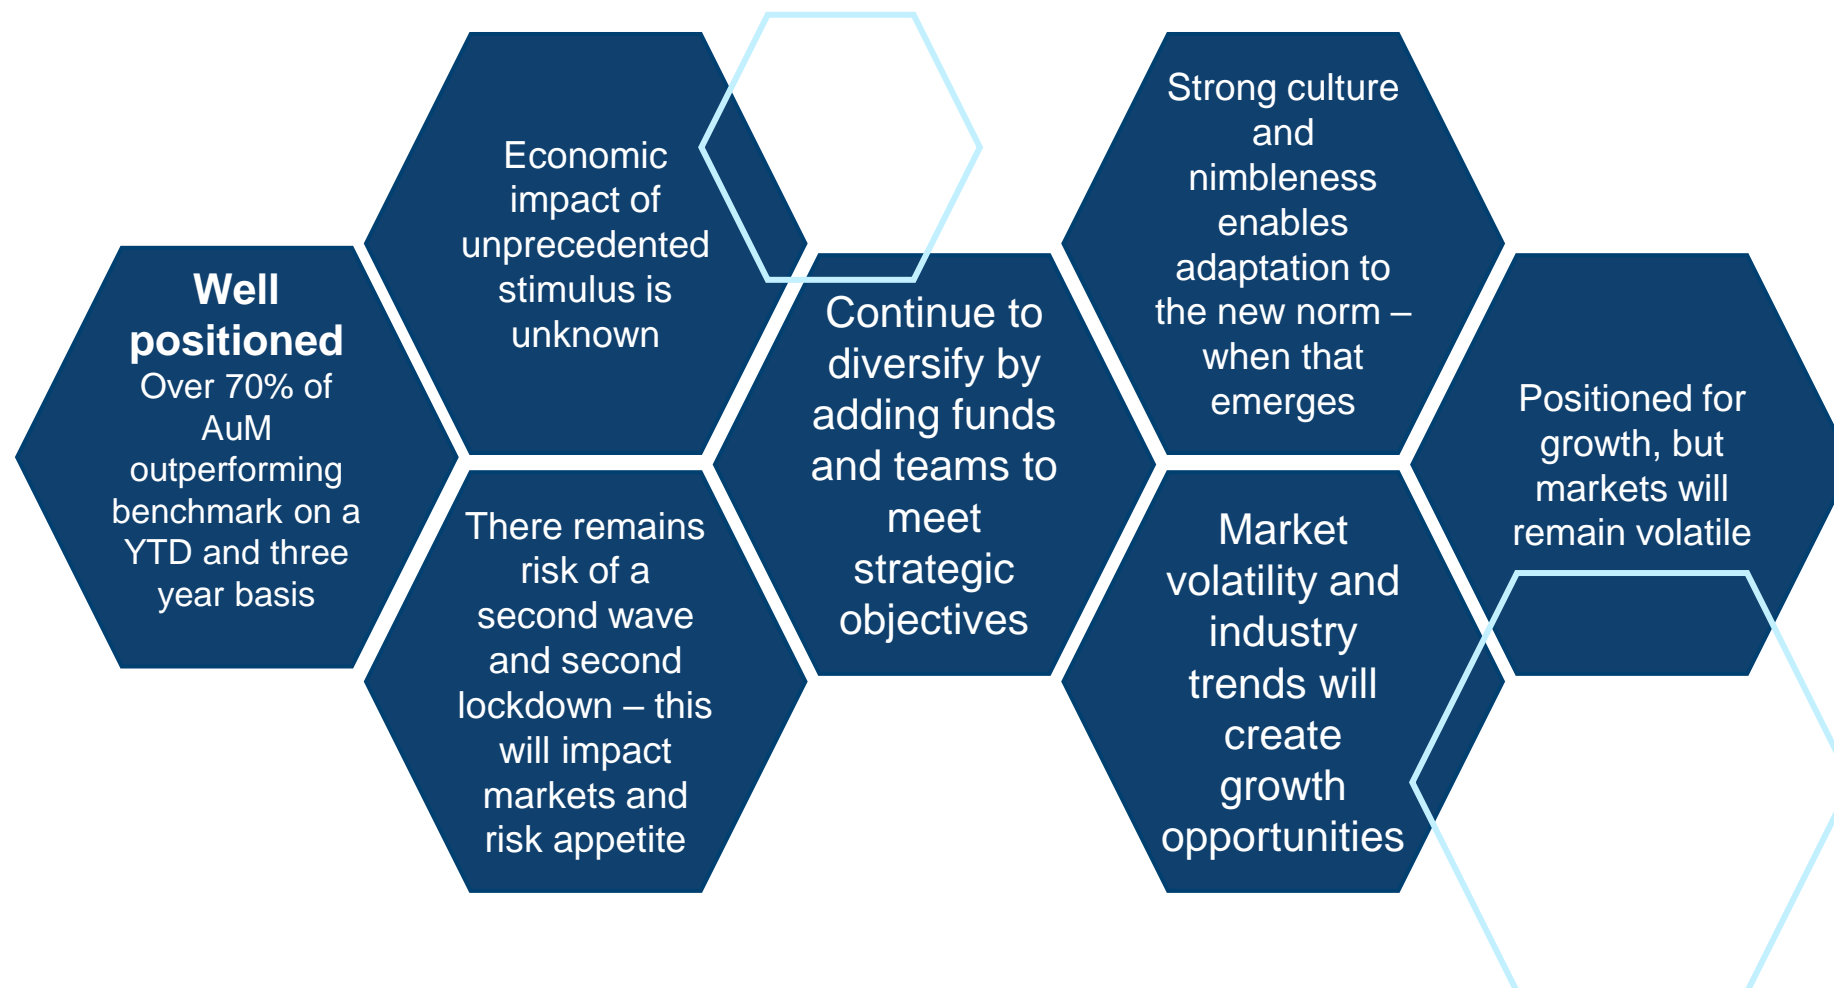 Well
positioned
Over 70% of
AuM
outperforming
benchmark on a
YTD and three
year basis
Economic
impact of
unprecedented
stimulus is
unknown
There remains
risk of a
second wave
and second
lockdown – this
will impact
markets and
risk appetite
Continue to
diversify by
adding funds
and teams to
meet
strategic
objectives
Strong culture
and
nimbleness
enables
adaptation to
the new norm –
when that
emerges
Market
volatility and
industry
trends will
create
growth
opportunities
Positioned for
growth, but
markets will
remain volatile